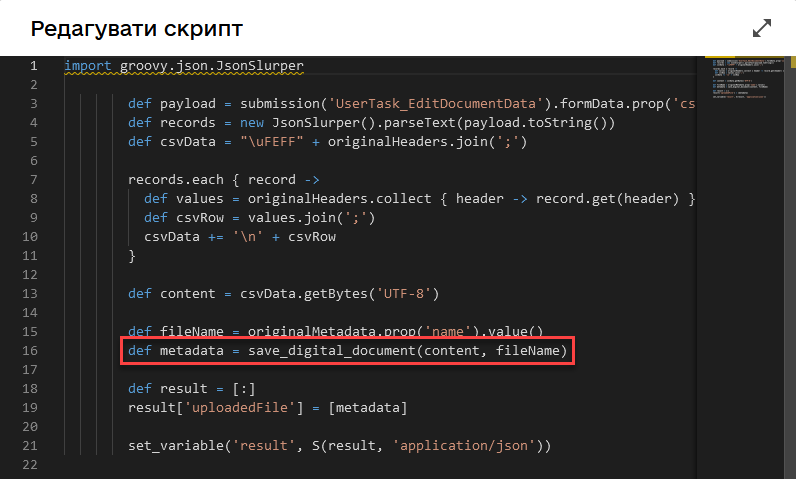 Редагувати скрипт
1 import groovy.json.JsonSlurper
2
3 def payload = submission('UserTask_EditDocumentData').formData.prop('cs
4 def records = new JsonSlurper().parseText(payload.toString())
5 def csvData = "\uFEFF" + originalHeaders.join(';')
6
7 records.each { record ->
8 def values = originalHeaders.collect { header -> record.get(header) }
9 def csvRow = values.join(';')
10 csvData += '\n' + csvRow
11 }
12
13 def content = csvData.getBytes('UTF-8')
14
15 def fileName = originalMetadata.prop('name').value()
16 def metadata = save_digital_document(content, fileName)
17
18 def result = [:]
19 result['uploadedFile'] = [metadata]
20
21 set_variable('result', S(result, 'application/json'))
22